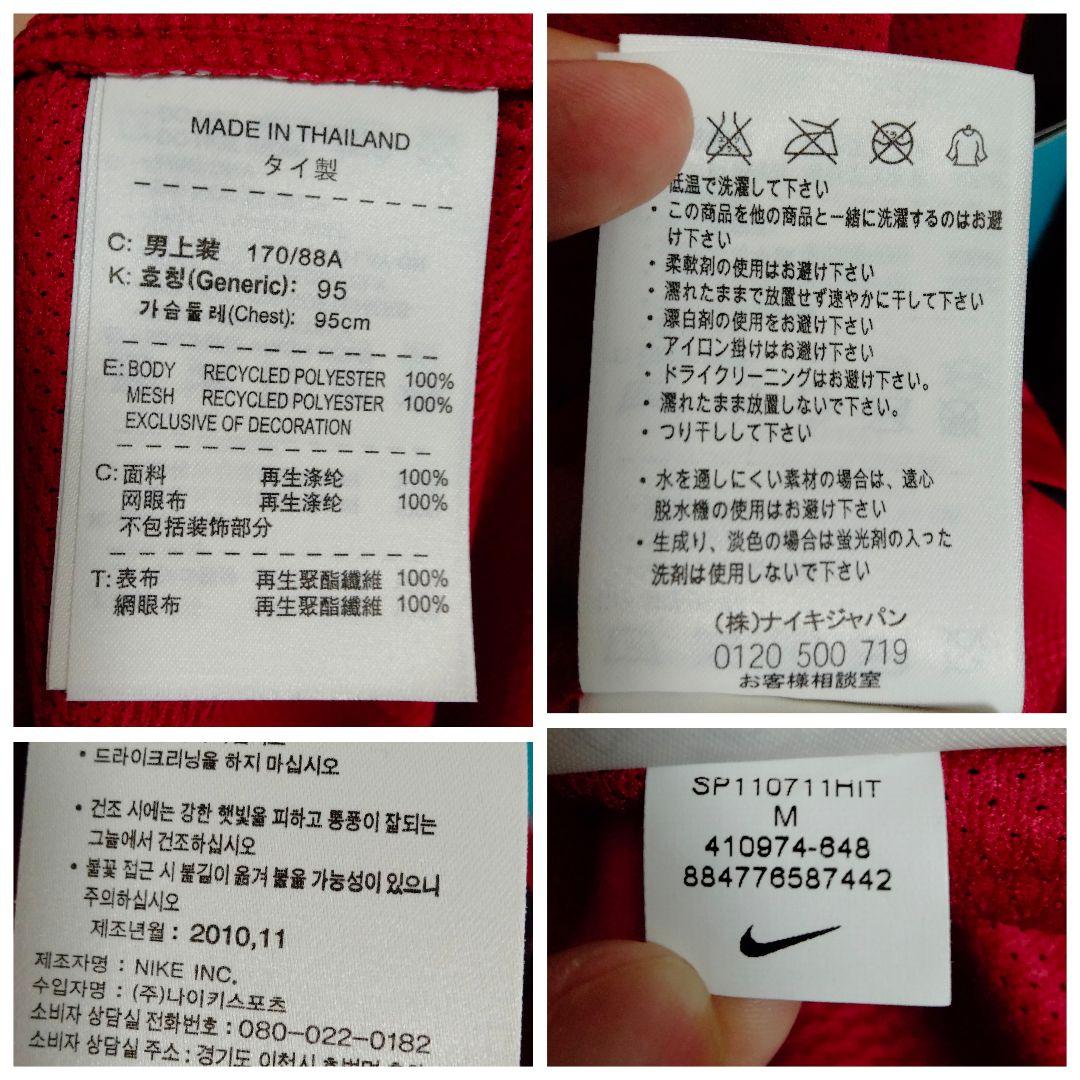 MADE IN THAILAND
タイ製
C: 男上装 170/88A
K: 호칭(Generic): 95
가슴둘레(Chest): 95cm
E: BODY RECYCLED POLYESTER 100%
MESH RECYCLED POLYESTER 100%
EXCLUSIVE OF DECORATION
C: 面料 再生涤纶 100%
网眼布 再生涤纶 100%
不包括装饰部分
T: 表布 再生聚酯纖維 100%
網眼布 再生聚酯纖維 100%
低温で洗濯して下さい
・この商品を他の商品と一緒に洗濯するのはお避
け下さい
・柔軟剤の使用はお避け下さい
・濡れたままで放置せず速やかに干して下さい
・漂白剤の使用をお避け下さい
・アイロン掛けはお避け下さい
・ドライクリーニングはお避け下さい。
・濡れたまま放置しないで下さい。
・つり干しして下さい
・水を通しにくい素材の場合は、遠心
脱水機の使用はお避け下さい
・生成り、淡色の場合は蛍光剤の入った
洗剤は使用しないで下さい
(株)ナイキジャパン
0120 500 719
お客様相談室
・드라이크리닝을 하지 마십시오
・건조 시에는 강한 햇빛을 피하고 통풍이 잘되는
그늘에서 건조하십시오
・불꽃 접근 시 불길이 옮겨 붙을 가능성이 있으니
주의하십시오
제조년월 : 2010,11
제조자명 : NIKE INC.
수입자명 : (주)나이키스포츠
소비자 상담실 전화번호 : 080-022-0182
소비자 상담실 주소 : 경기도 이천시
SP110711HIT
M
410974-648
884776587442